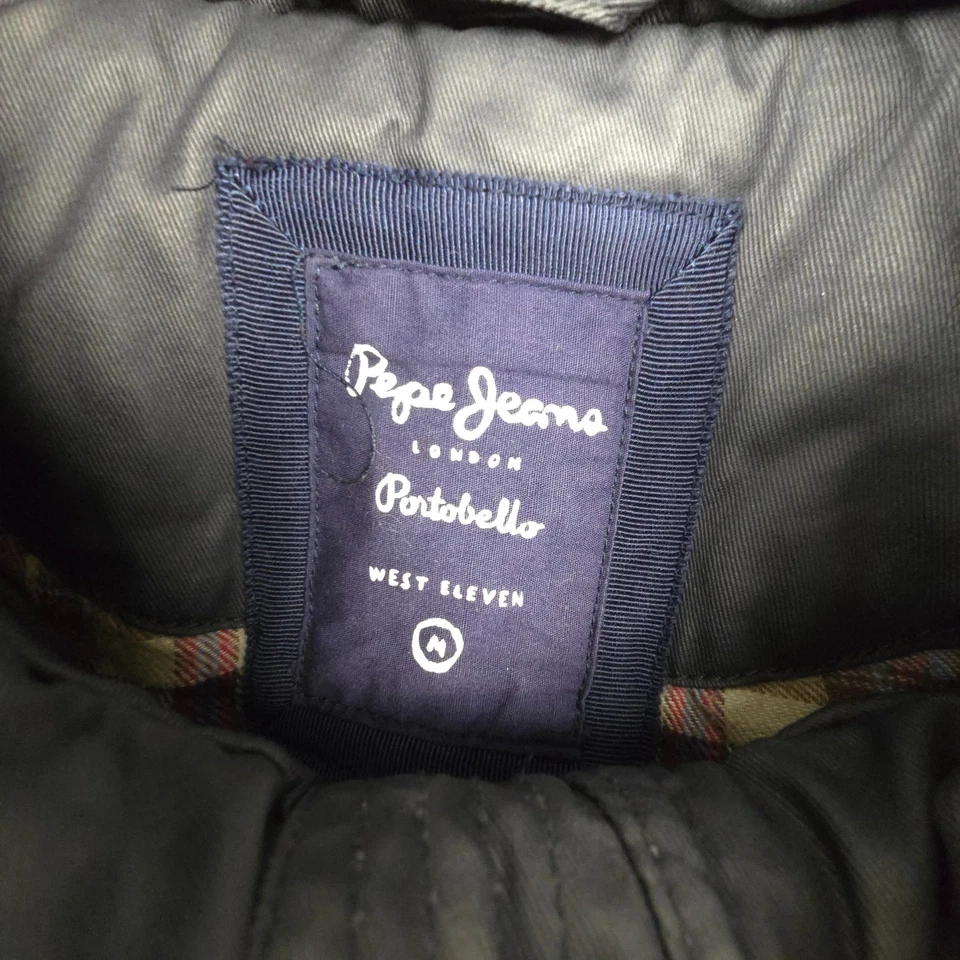 Pepe Jeans
LONDON
Portobello
WEST ELEVEN
M